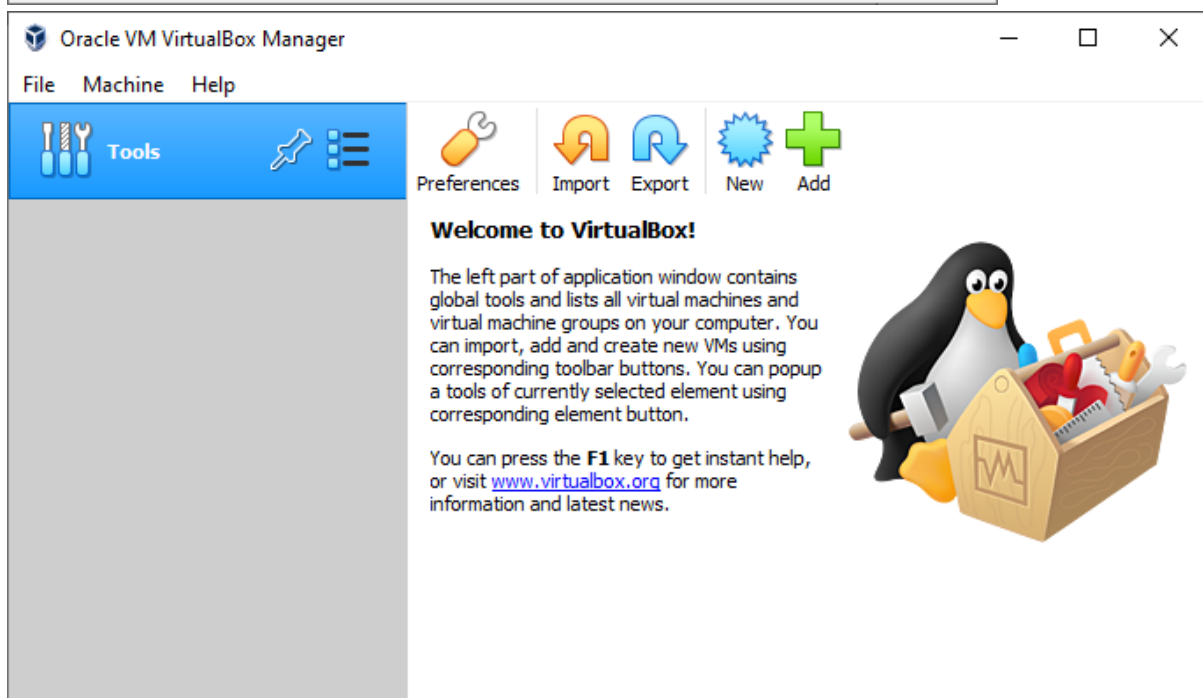 Oracle VM VirtualBox Manager
File Machine Help
Tools
Preferences Import Export New Add
Welcome to VirtualBox!
The left part of application window contains
global tools and lists all virtual machines and
virtual machine groups on your computer. You
can import, add and create new VMs using
corresponding toolbar buttons. You can popup
a tools of currently selected element using
corresponding element button.
You can press the F1 key to get instant help,
or visit www.virtualbox.org for more
information and latest news.